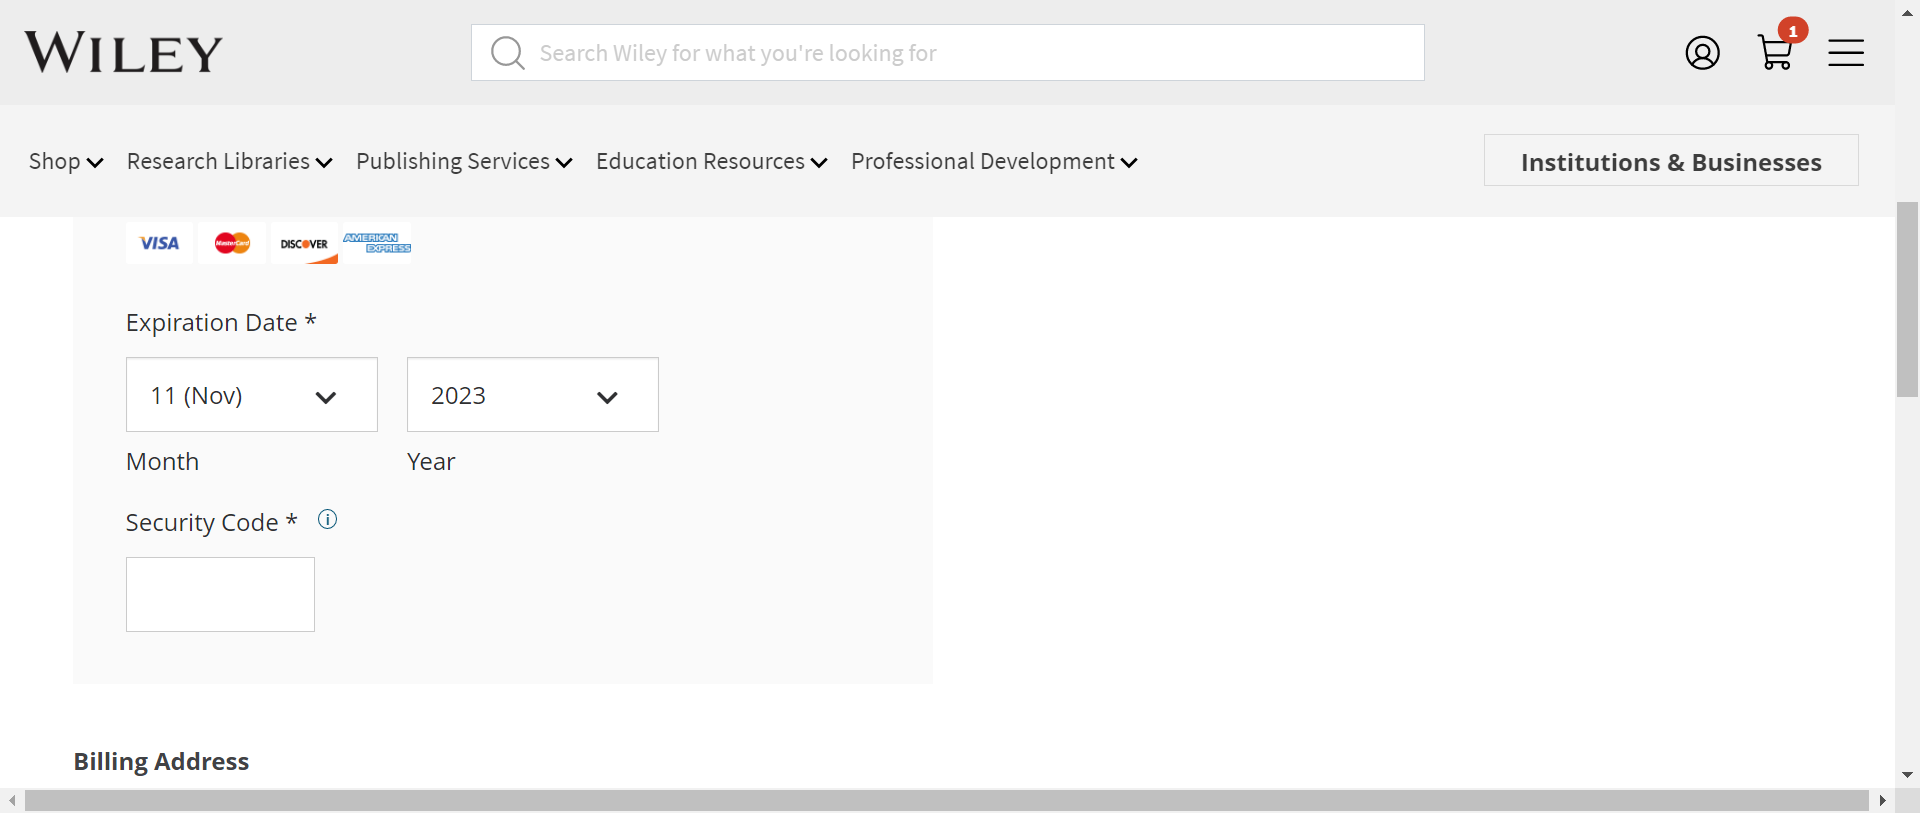 WILEY
Search Wiley for what you're looking for
1
Shop
Research Libraries
Publishing Services
Education Resources
Professional Development
Institutions & Businesses
VISA
MasterCard
DISCOVER
AMERICAN
EXPRESS
Expiration Date *
11 (Nov)
2023
Month
Year
Security Code *
i
Billing Address